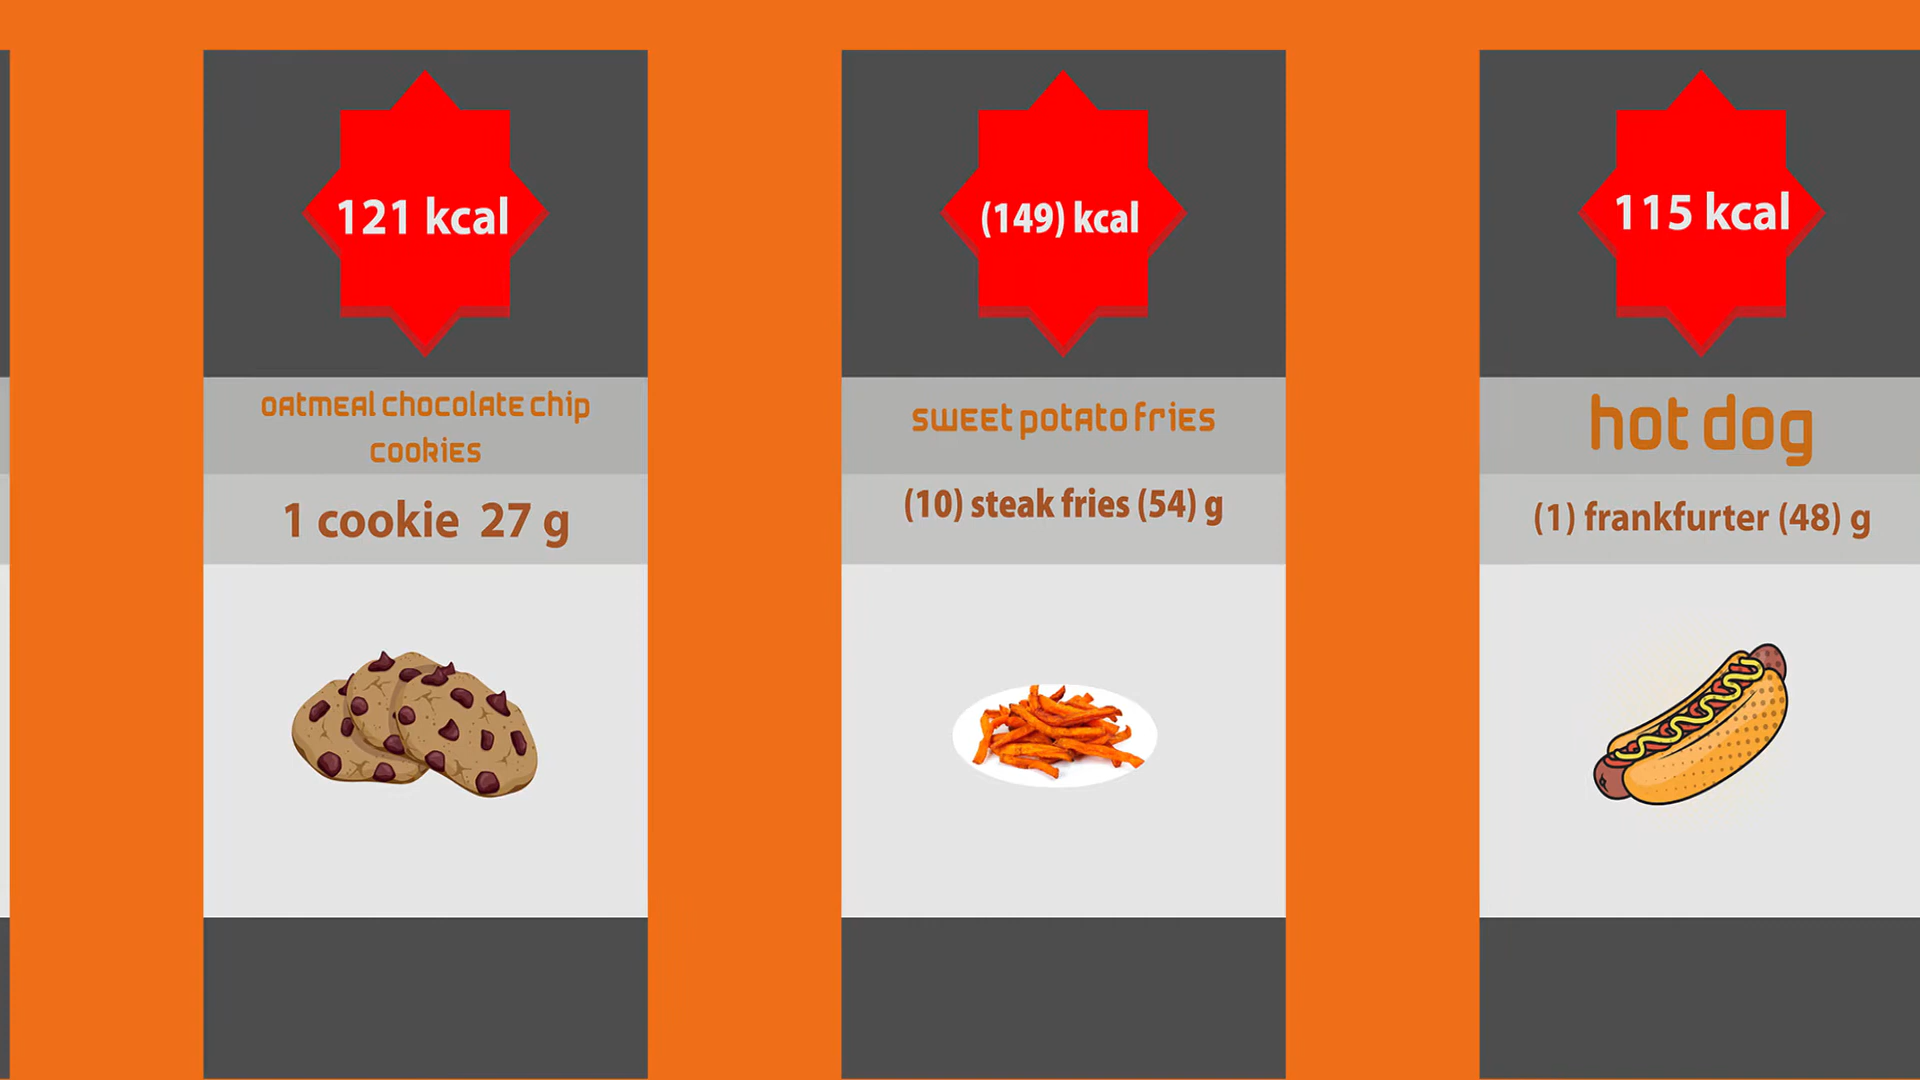 121 kcal
oatmeal chocolate chip
cookies
1 cookie 27 g
(149) kcal
sweet potato fries
(10) steak fries (54) g
115 kcal
hot dog
(1) frankfurter (48) g